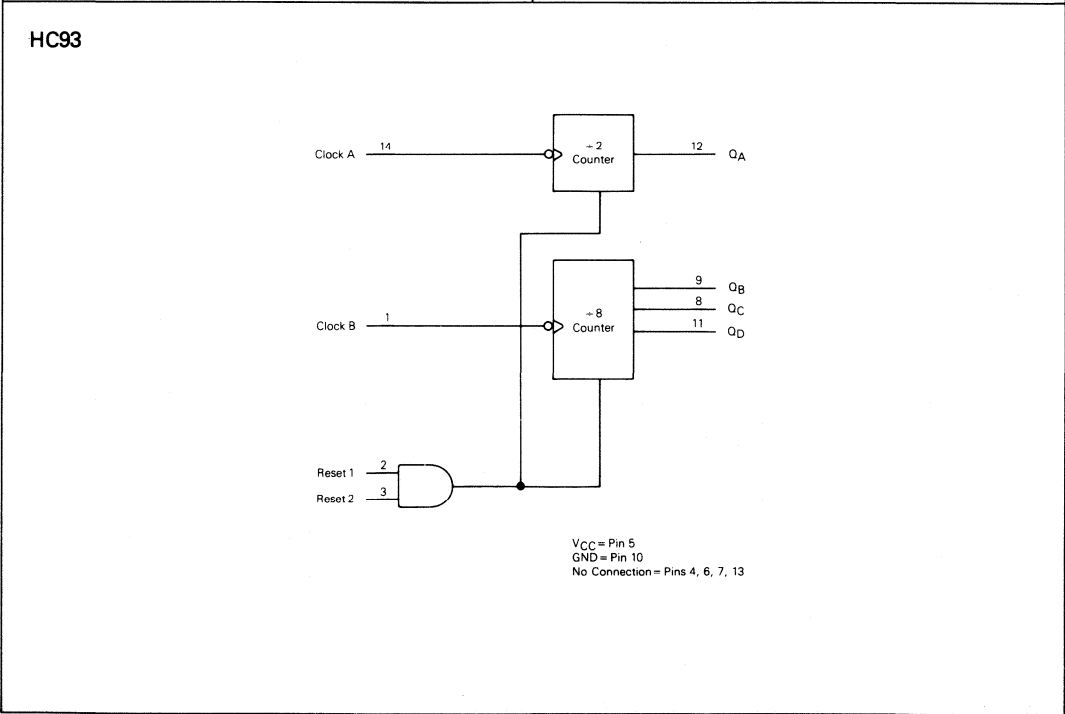 HC93
Clock A 14
÷ 2
Counter
12 QA
Clock B 1
÷ 8
Counter
9 QB
8 QC
11 QD
Reset 1 2
Reset 2 3
VCC = Pin 5
GND = Pin 10
No Connection = Pins 4, 6, 7, 13